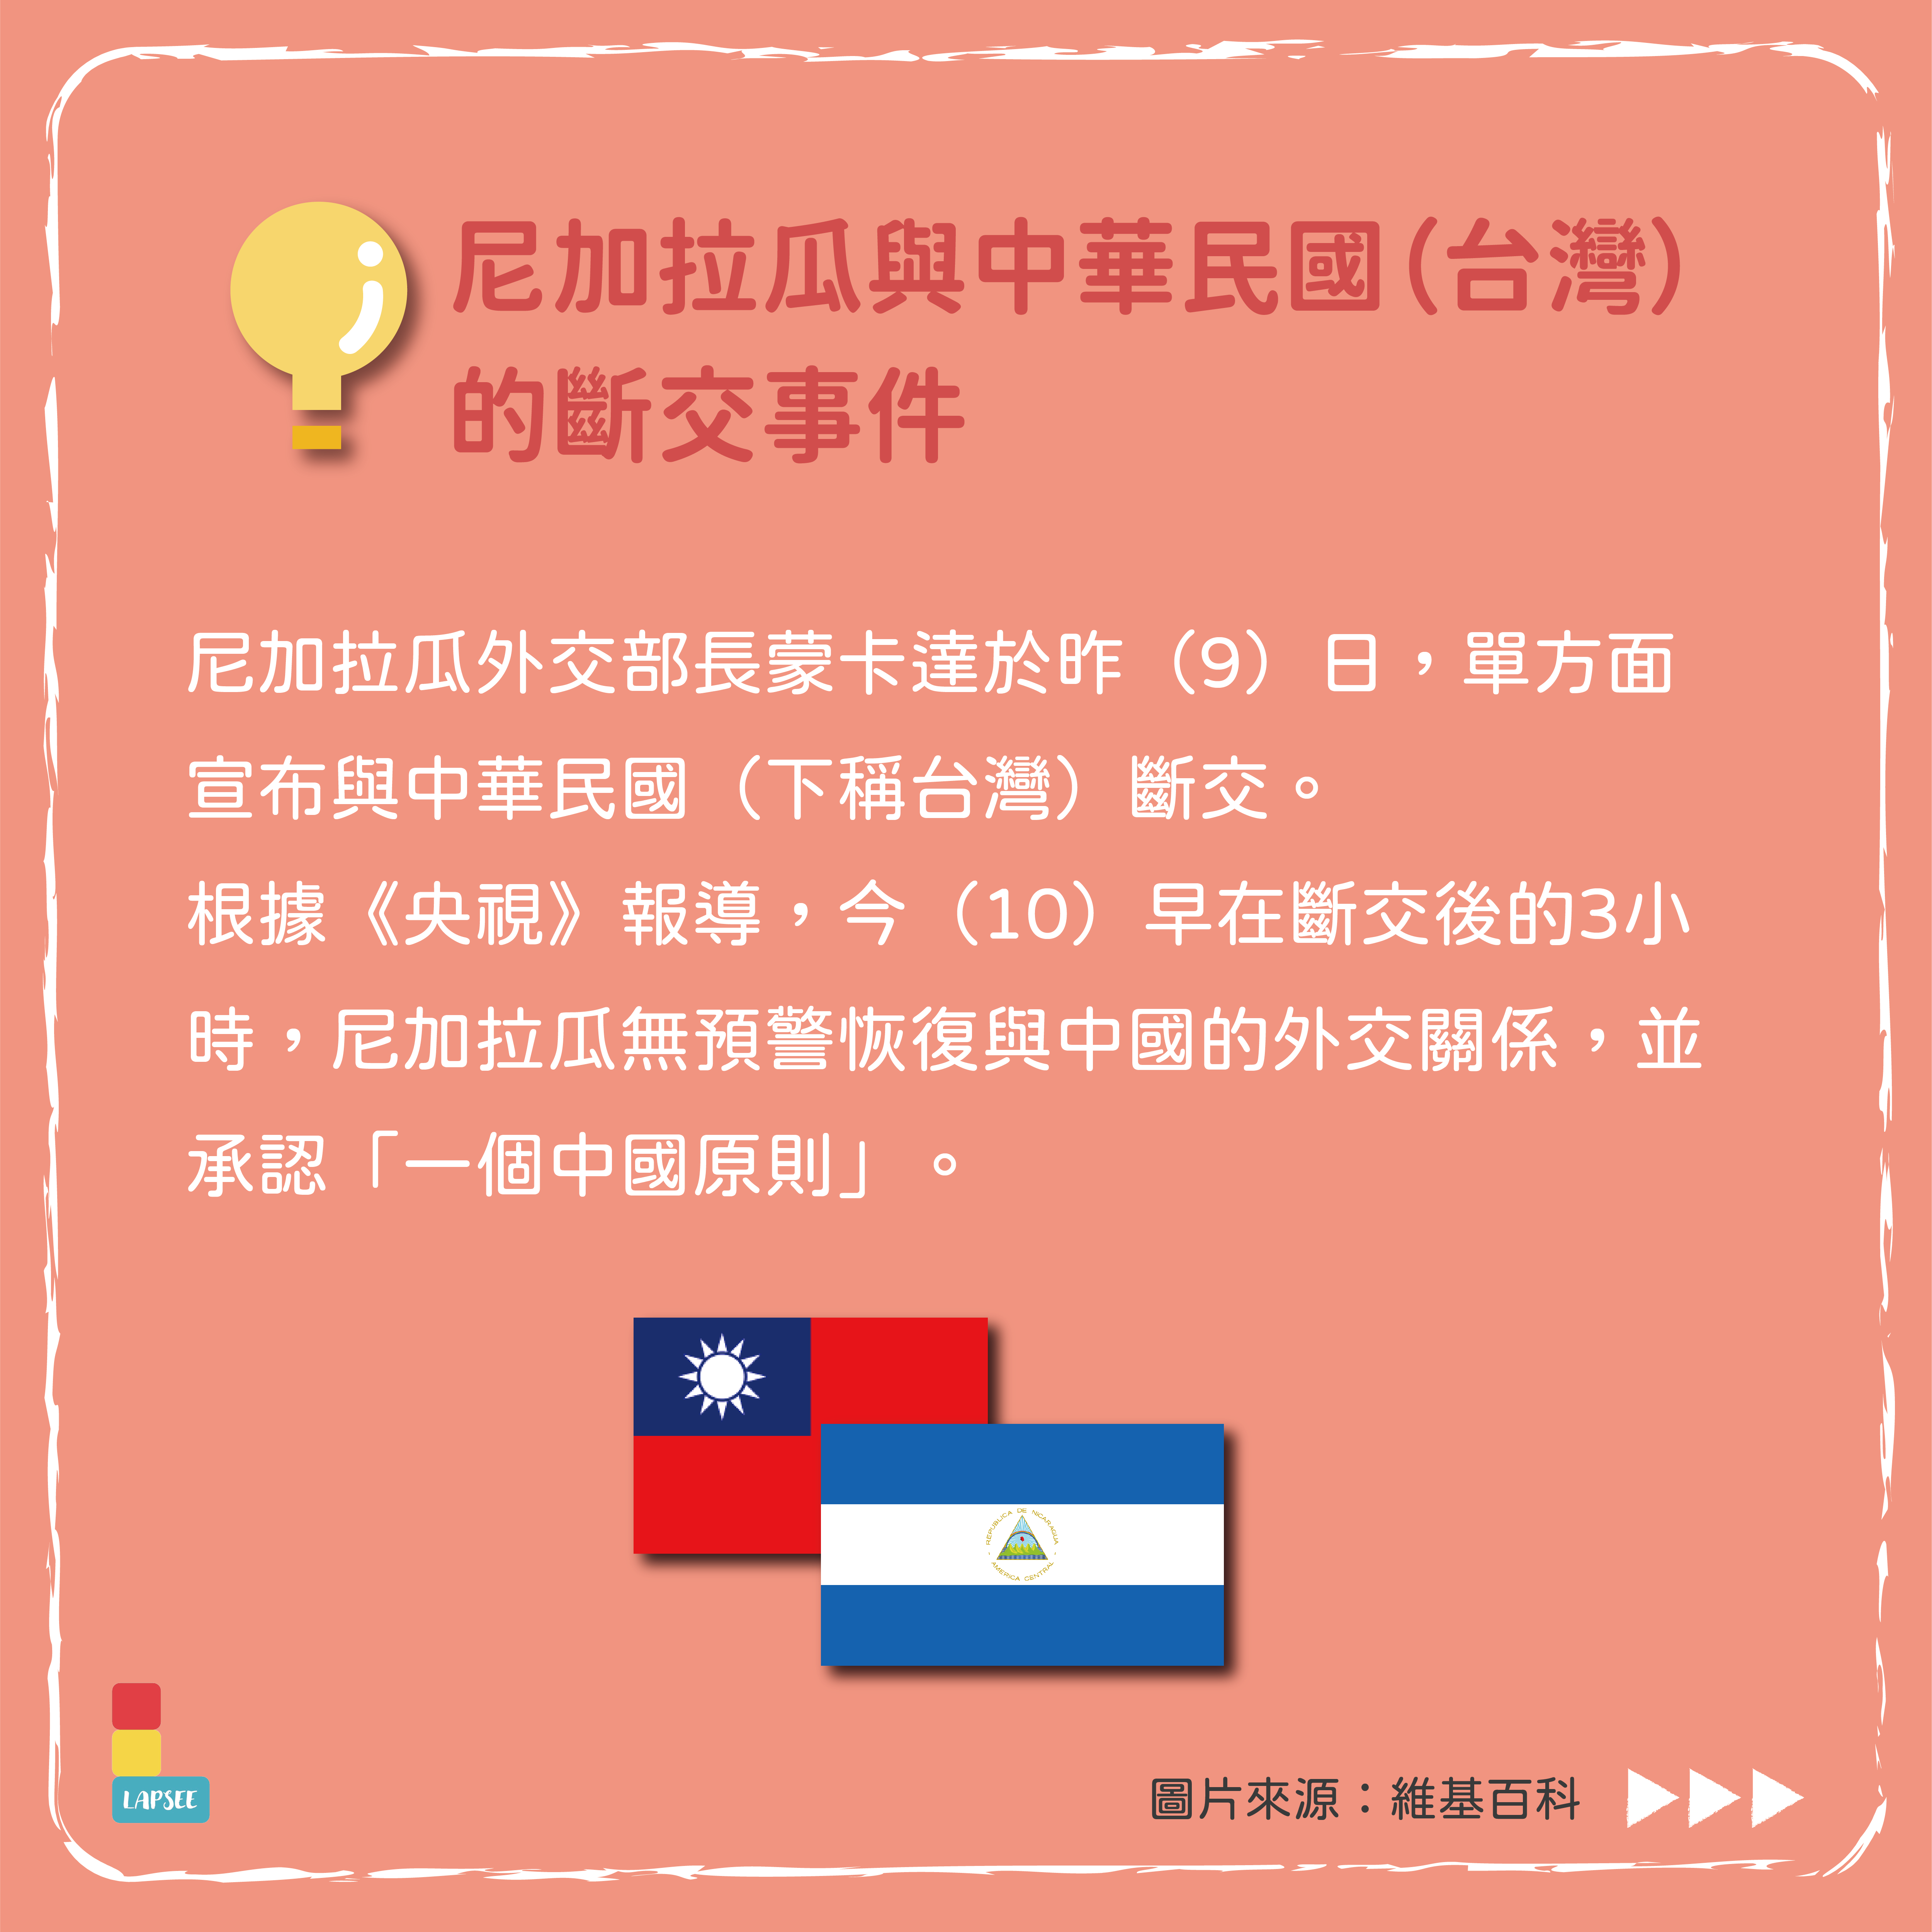 尼加拉瓜與中華民國(台灣)
的斷交事件
尼加拉瓜外交部長蒙卡達於昨（9）日，單方面
宣布與中華民國（下稱台灣）斷交。
根據《央視》報導，今（10）早在斷交後的3小
時，尼加拉瓜無預警恢復與中國的外交關係，並
承認「一個中國原則」。
REPUBLICA DE NICARAGUA
AMERICA CENTRAL
LAPSEE
圖片來源：維基百科